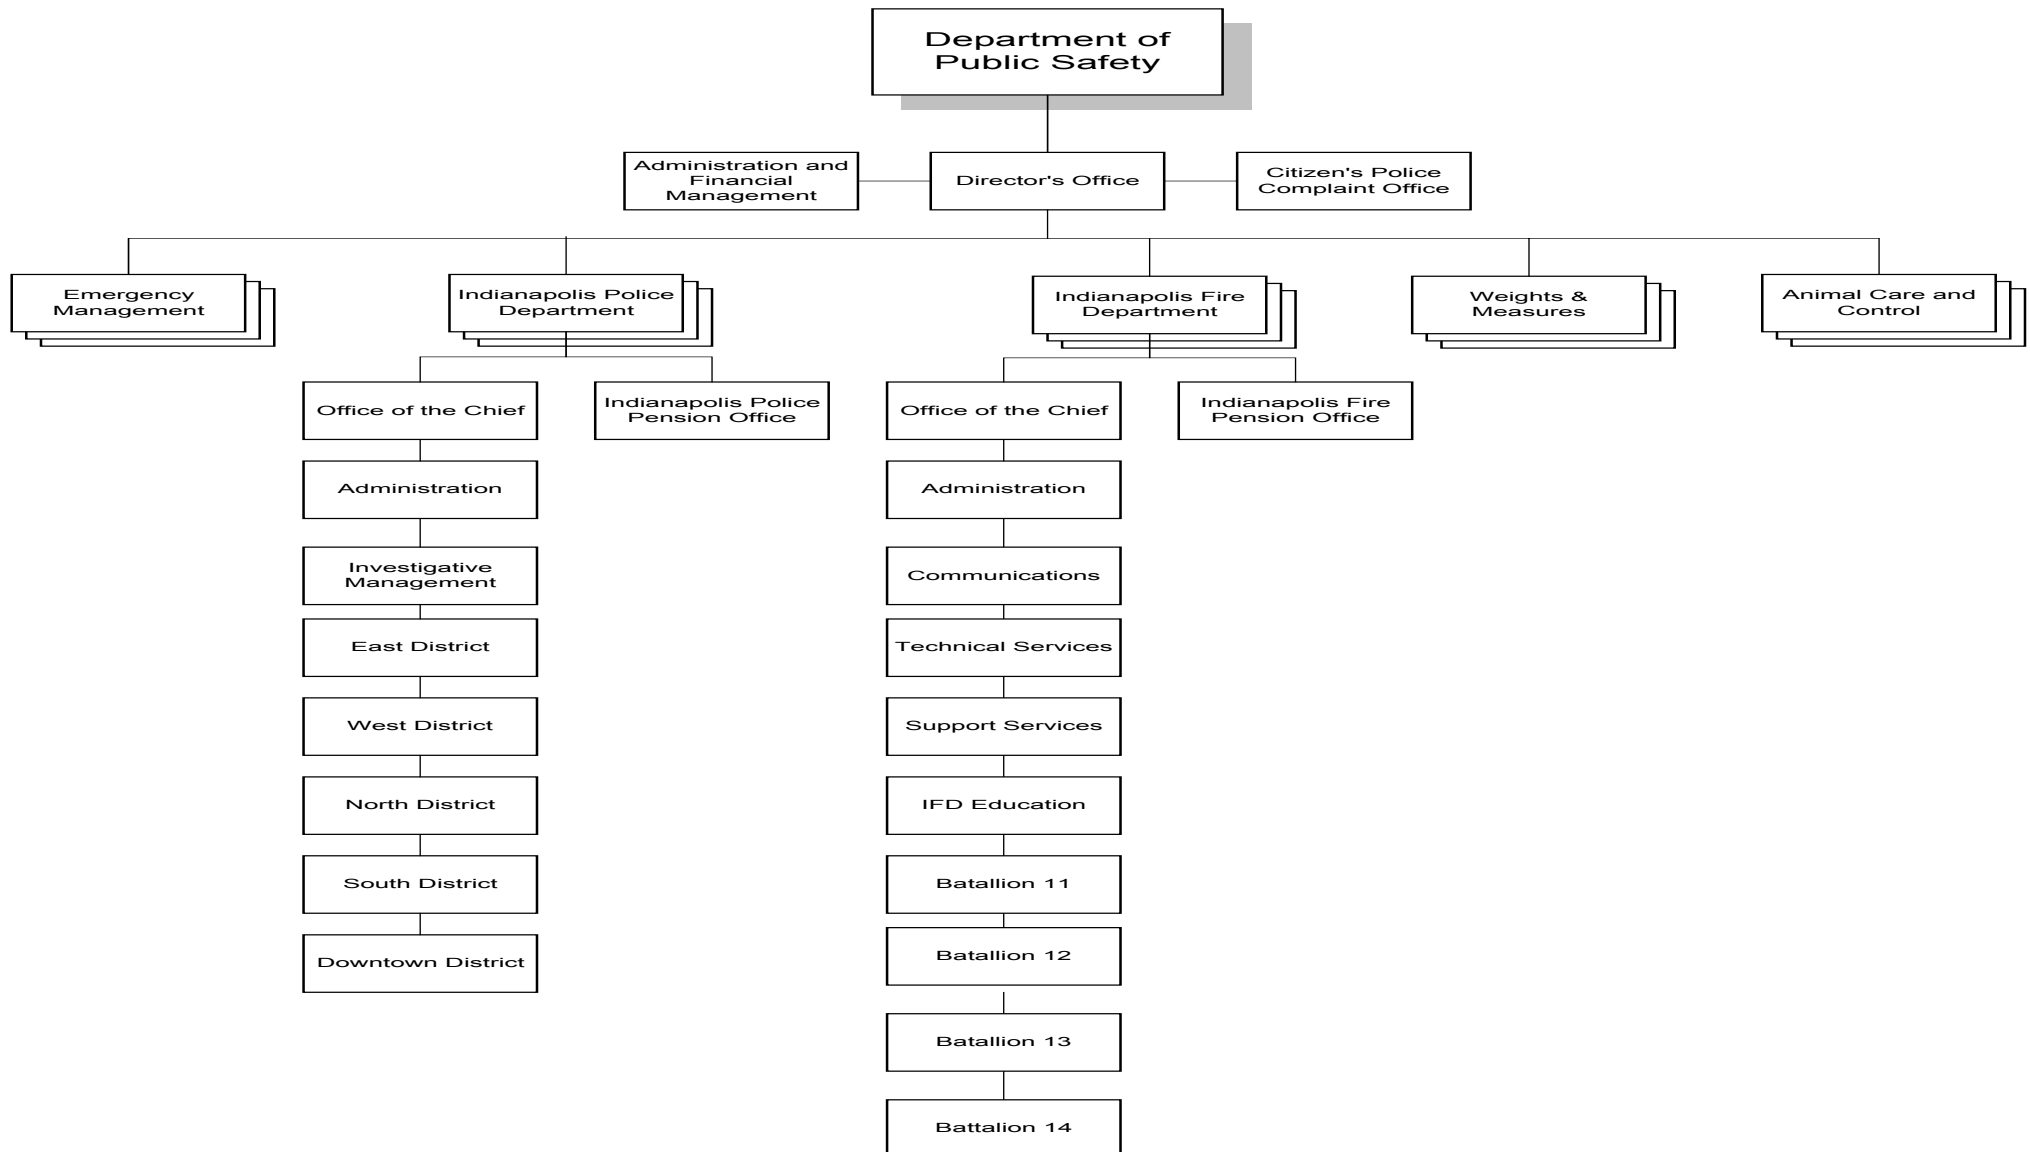 Department of
Public Safety
Administration and
Financial
Management
Director's Office
Citizen's Police
Complaint Office
Emergency
Management
Indianapolis Police
Department
Indianapolis Fire
Department
Weights &
Measures
Animal Care and
Control
Office of the Chief
Indianapolis Police
Pension Office
Office of the Chief
Indianapolis Fire
Pension Office
Administration
Administration
Investigative
Management
Communications
East District
Technical Services
West District
Support Services
North District
IFD Education
South District
Batallion 11
Downtown District
Batallion 12
Batallion 13
Battalion 14